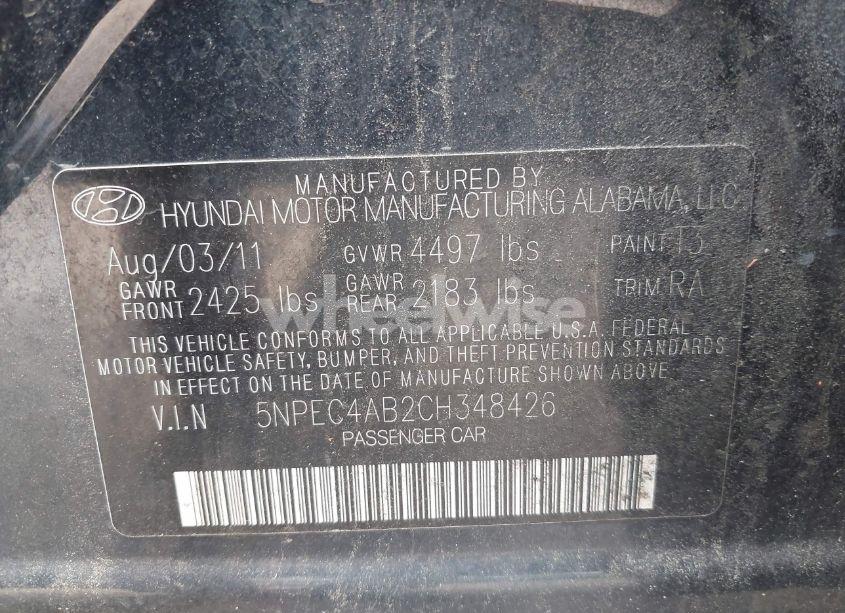 MANUFACTURED BY
HYUNDAI MOTOR MANUFACTURING ALABAMA, LLC
Aug/03/11 GVWR 4497 lbs PAINT T5
GAWR FRONT 2425 lbs GAWR REAR 2183 lbs TRIM RA
wheelwise
THIS VEHICLE CONFORMS TO ALL APPLICABLE U.S.A. FEDERAL
MOTOR VEHICLE SAFETY, BUMPER, AND THEFT PREVENTION STANDARDS
IN EFFECT ON THE DATE OF MANUFACTURE SHOWN ABOVE
V.I.N 5NPEC4AB2CH348426
PASSENGER CAR